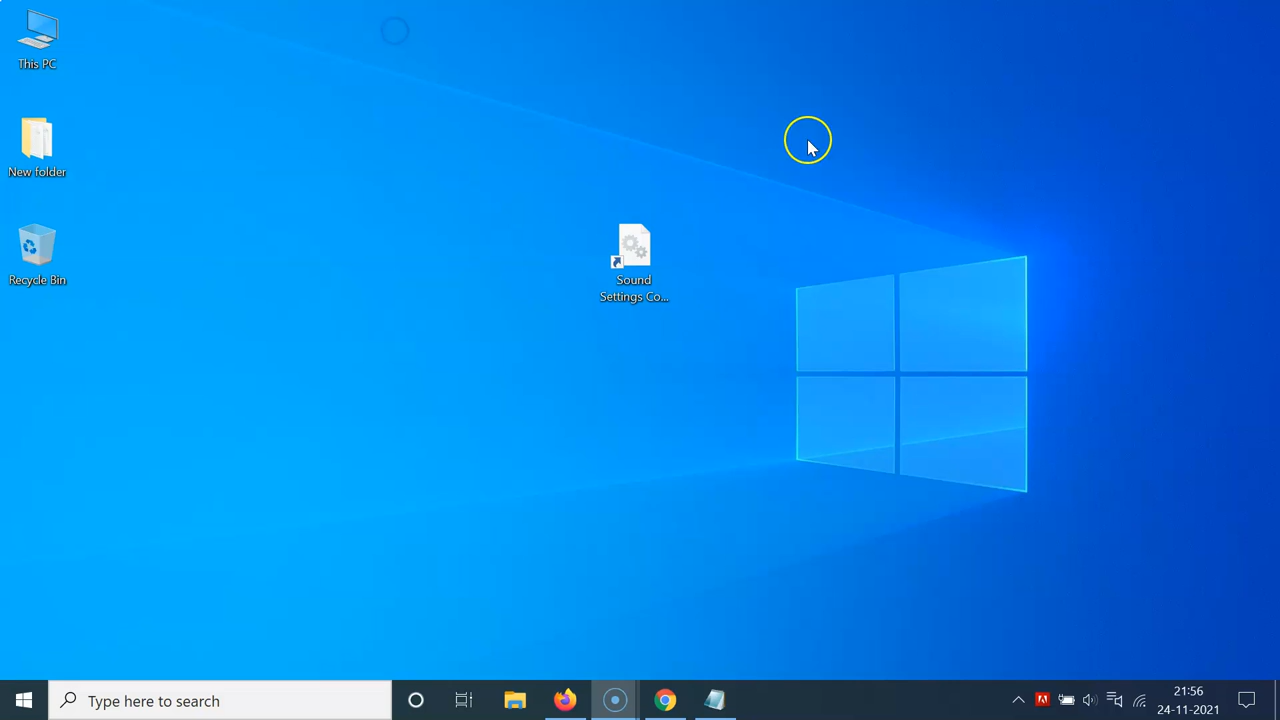 This PC
New folder
Recycle Bin
Sound
Settings Co...
Type here to search
21:56
24-11-2021